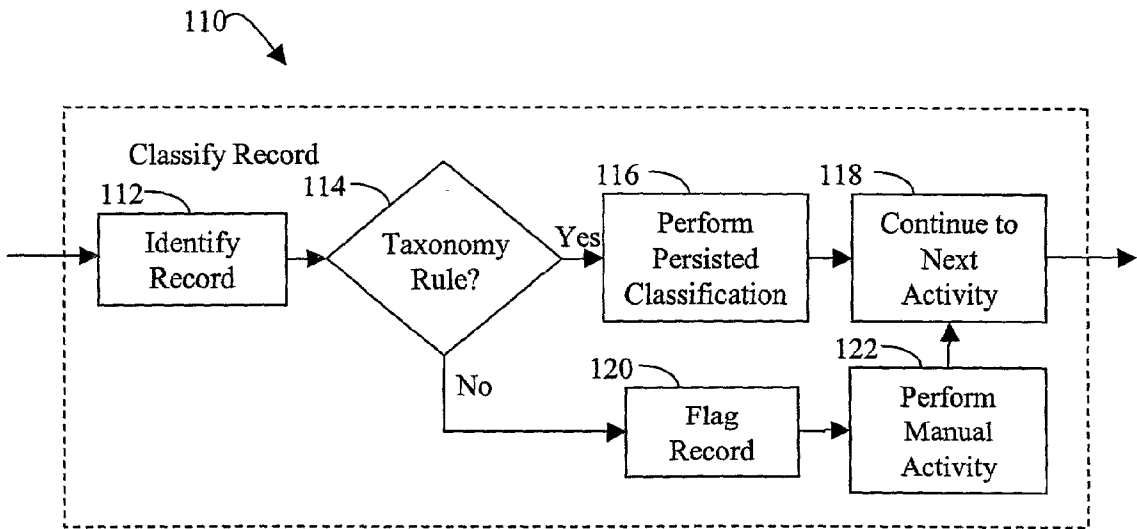 110
Classify Record
112
Identify
Record
114
Taxonomy
Rule?
Yes
116
Perform
Persisted
Classification
118
Continue to
Next
Activity
No
120
Flag
Record
122
Perform
Manual
Activity